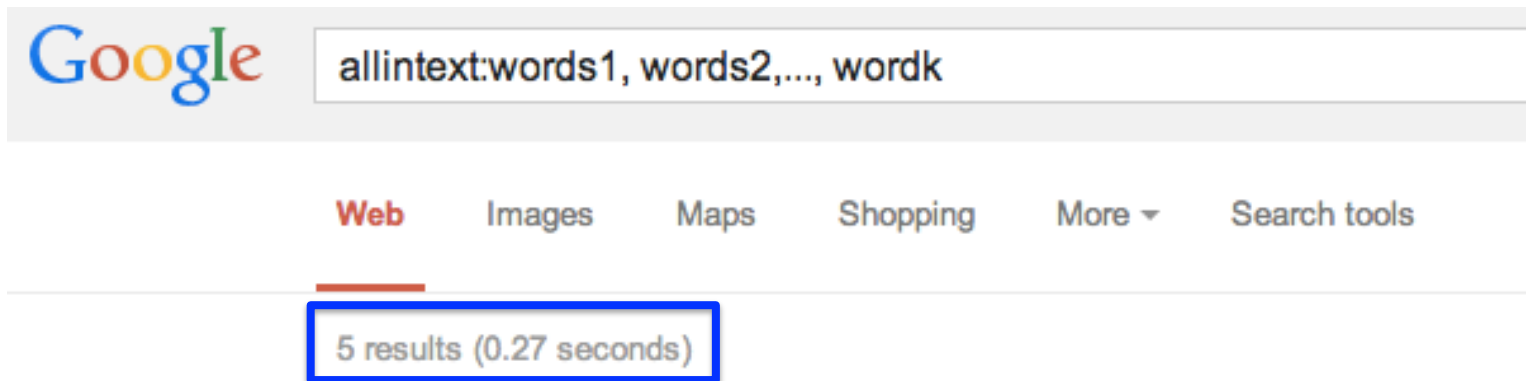 Google allintext:words1, words2,..., wordk
Web Images Maps Shopping More Search tools
5 results (0.27 seconds)